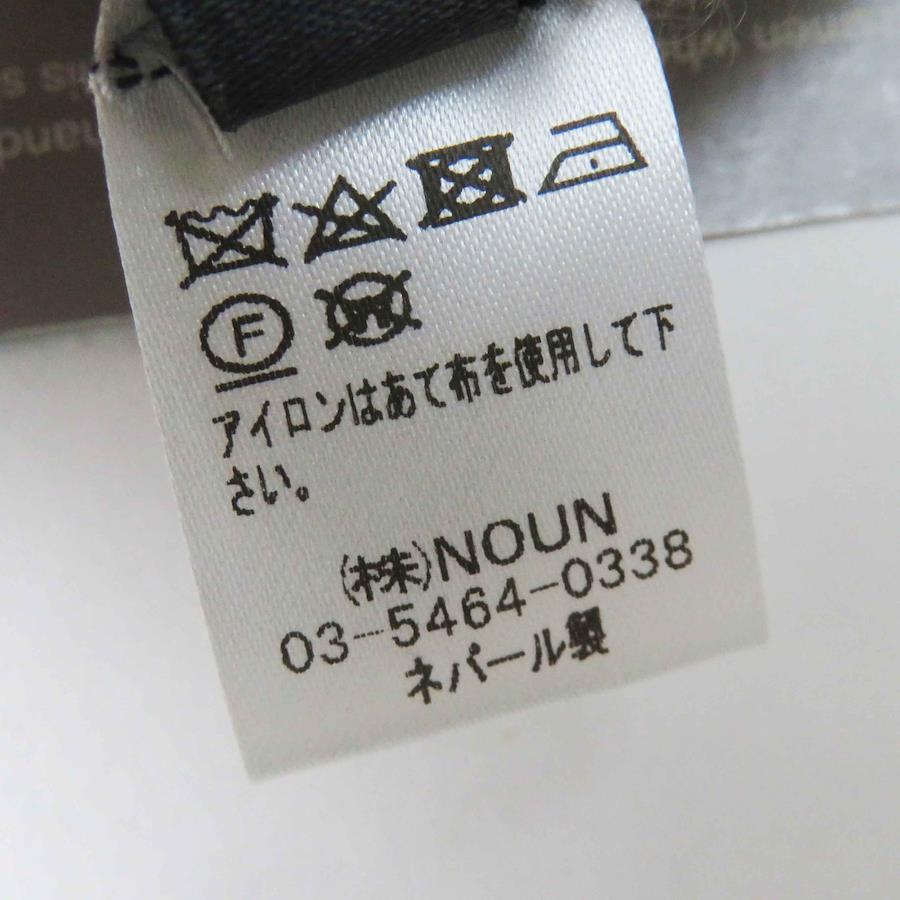 F
W
アイロンはあて布を使用して下
さい。
(株)NOUN
03-5464-0338
ネパール製